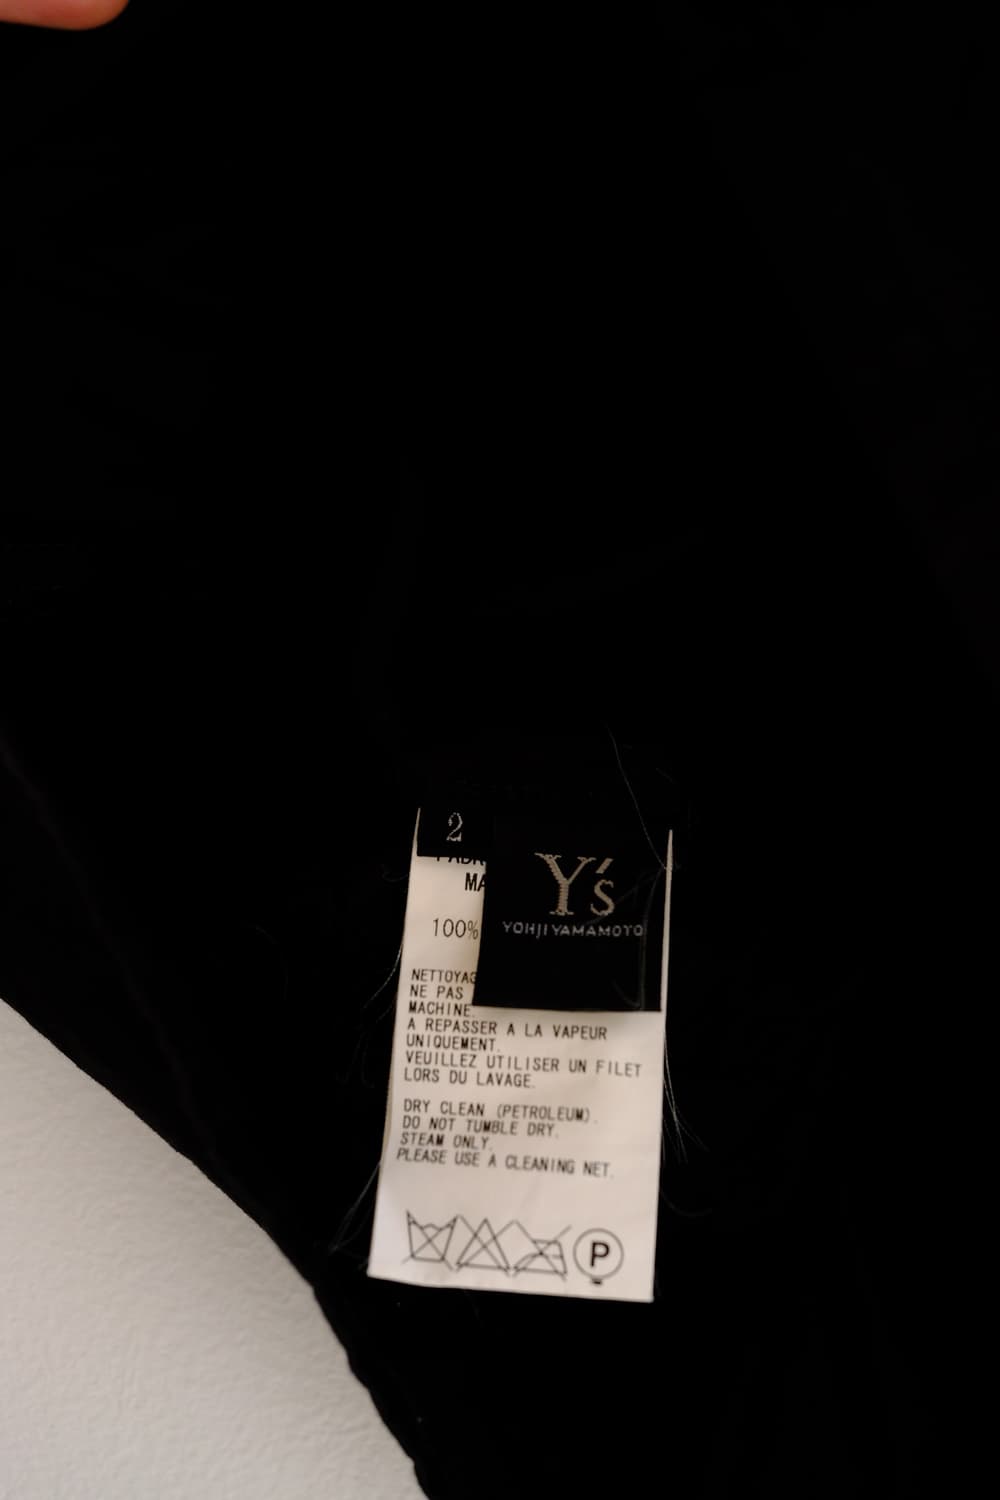 2
Y's
YOHJI YAMAMOTO
MA
100%
NETTOYAG
NE PAS
MACHINE.
A REPASSER A LA VAPEUR
UNIQUEMENT.
VEUILLEZ UTILISER UN FILET
LORS DU LAVAGE.
DRY CLEAN (PETROLEUM).
DO NOT TUMBLE DRY.
STEAM ONLY.
PLEASE USE A CLEANING NET.
P